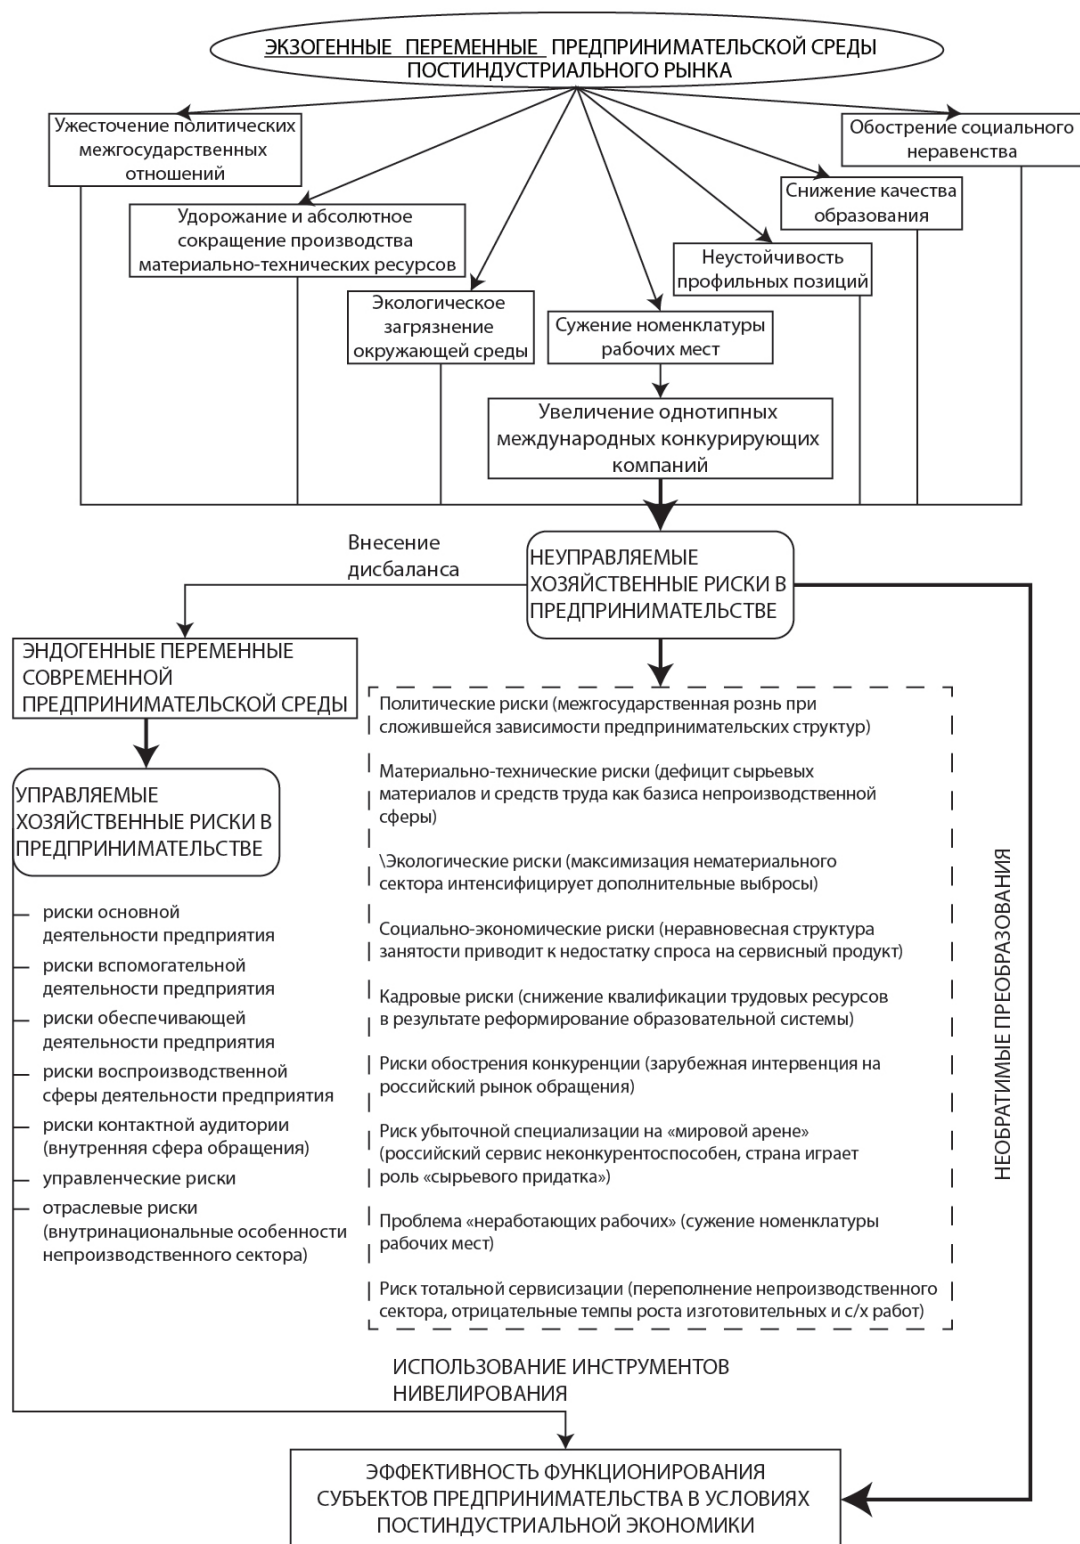 ЭКЗОГЕННЫЕ ПЕРЕМЕННЫЕ ПРЕДПРИНИМАТЕЛЬСКОЙ СРЕДЫ
ПОСТИНДУСТРИАЛЬНОГО РЫНКА
Ужесточение политических
межгосударственных
отношений
Обострение социального
неравенства
Удорожание и абсолютное
сокращение производства
материально-технических ресурсов
Снижение качества
образования
Экологическое
загрязнение
окружающей среды
Неустойчивость
профильных позиций
Сужение номенклатуры
рабочих мест
Увеличение однотипных
международных конкурирующих
компаний
Внесение
дисбаланса
НЕУПРАВЛЯЕМЫЕ
ХОЗЯЙСТВЕННЫЕ РИСКИ В
ПРЕДПРИНИМАТЕЛЬСТВЕ
ЭНДОГЕННЫЕ ПЕРЕМЕННЫЕ
СОВРЕМЕННОЙ
ПРЕДПРИНИМАТЕЛЬСКОЙ СРЕДЫ
УПРАВЛЯЕМЫЕ
ХОЗЯЙСТВЕННЫЕ РИСКИ В
ПРЕДПРИНИМАТЕЛЬСТВЕ
риски основной
деятельности предприятия
риски вспомогательной
деятельности предприятия
риски обеспечивающей
деятельности предприятия
риски воспроизводственной
сферы деятельности предприятия
риски контактной аудитории
(внутренняя сфера обращения)
управленческие риски
отраслевые риски
(внутринациональные особенности
непроизводственного сектора)
Политические риски (межгосударственная рознь при
сложившейся зависимости предпринимательских структур)
Материально-технические риски (дефицит сырьевых
материалов и средств труда как базиса непроизводственной
сферы)
\Экологические риски (максимизация нематериального
сектора интенсифицирует дополнительные выбросы)
Социально-экономические риски (неравновесная структура
занятости приводит к недостатку спроса на сервисный продукт)
Кадровые риски (снижение квалификации трудовых ресурсов
в результате реформирование образовательной системы)
Риски обострения конкуренции (зарубежная интервенция на
российский рынок обращения)
Риск убыточной специализации на «мировой арене»
(российский сервис неконкурентоспособен, страна играет
роль «сырьевого придатка»)
Проблема «неработающих рабочих» (сужение номенклатуры
рабочих мест)
Риск тотальной сервисизации (переполнение непроизводственного
сектора, отрицательные темпы роста изготовительных и с/х работ)
НЕОБРАТИМЫЕ ПРЕОБРАЗОВАНИЯ
ИСПОЛЬЗОВАНИЕ ИНСТРУМЕНТОВ
НИВЕЛИРОВАНИЯ
ЭФФЕКТИВНОСТЬ ФУНКЦИОНИРОВАНИЯ
СУБЪЕКТОВ ПРЕДПРИНИМАТЕЛЬСТВА В УСЛОВИЯХ
ПОСТИНДУСТРИАЛЬНОЙ ЭКОНОМИКИ